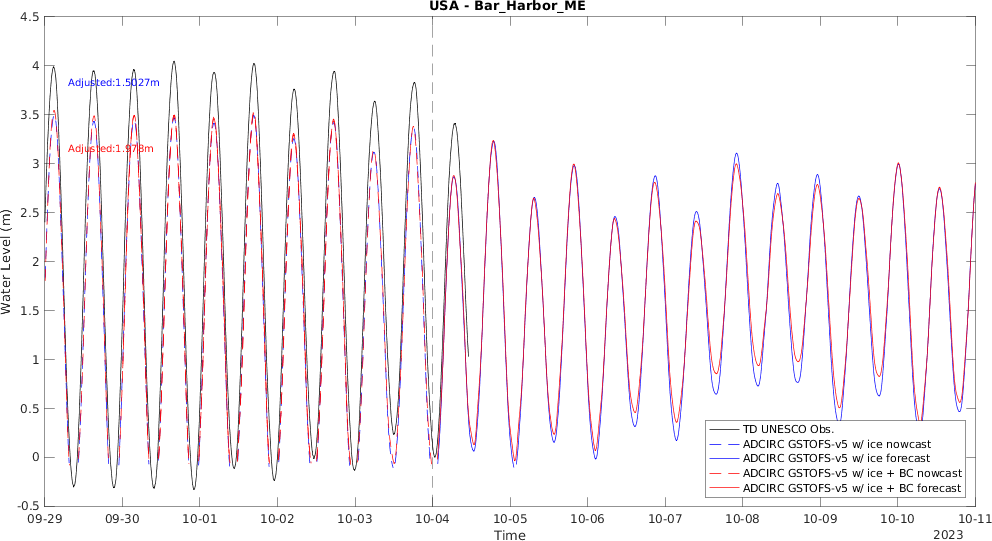 USA - Bar_Harbor_ME
4.5
4
3.5
3
2.5
2
1.5
1
0.5
0
-0.5
Water Level (m)
Adjusted:1.5027m
Adjusted:1.978m
TD UNESCO Obs.
ADCIRC GSTOFS-v5 w/ ice nowcast
ADCIRC GSTOFS-v5 w/ ice forecast
ADCIRC GSTOFS-v5 w/ ice + BC nowcast
ADCIRC GSTOFS-v5 w/ ice + BC forecast
09-29 09-30 10-01 10-02 10-03 10-04 10-05 10-06 10-07 10-08 10-09 10-10 10-11
Time
2023